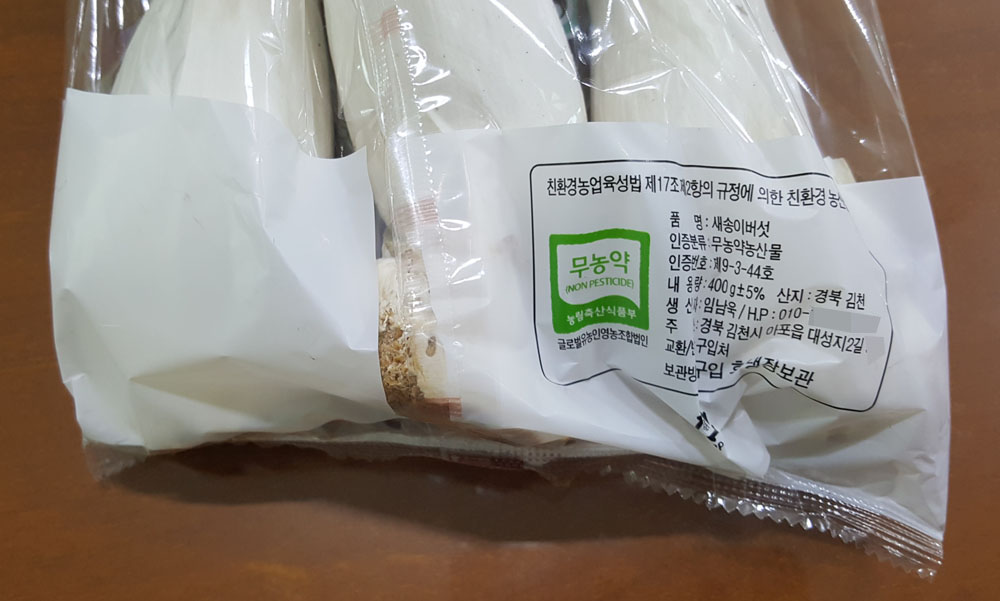 친환경농업육성법 제17조제2항의 규정에 의한 친환경
품 명 : 새송이버섯
인증분류 : 무농약농산물
인증번호 : 제9-3-44호
내 용량 : 400g±5% 산지 : 경북 김천
생 산 : 임남욱 / H.P : 010-
주 : 경북 김천시 아포읍 대성지2길
교환/ 구입처
보관방 구입 보관
무농약
(NON PESTICIDE)
농림축산식품부
글로벌유농인영농조합법인